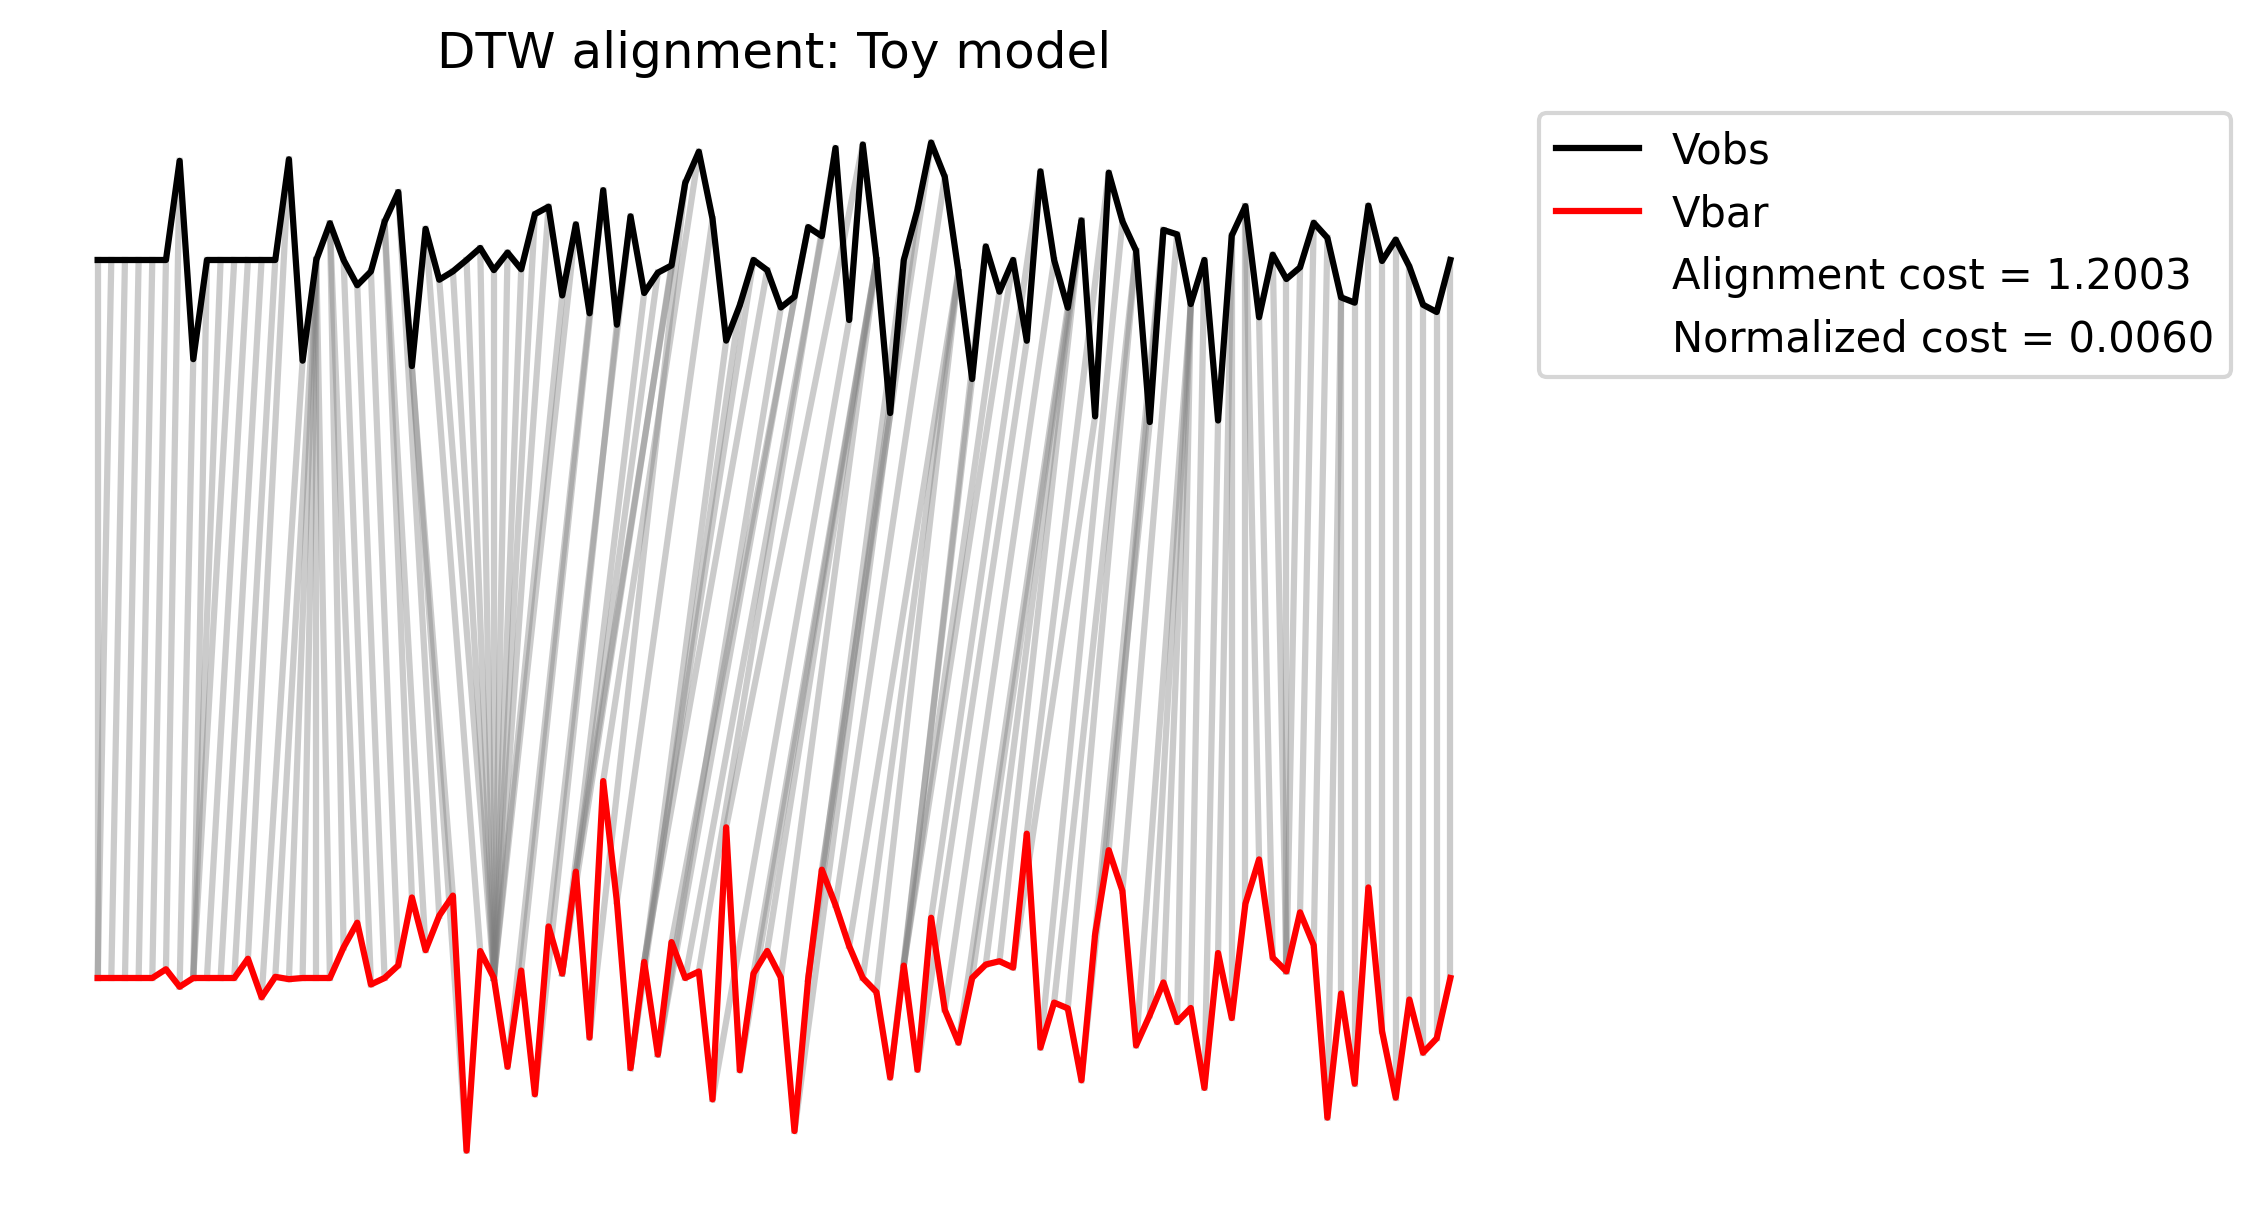 DTW alignment: Toy model
Vobs
Vbar
Alignment cost = 1.2003
Normalized cost = 0.0060